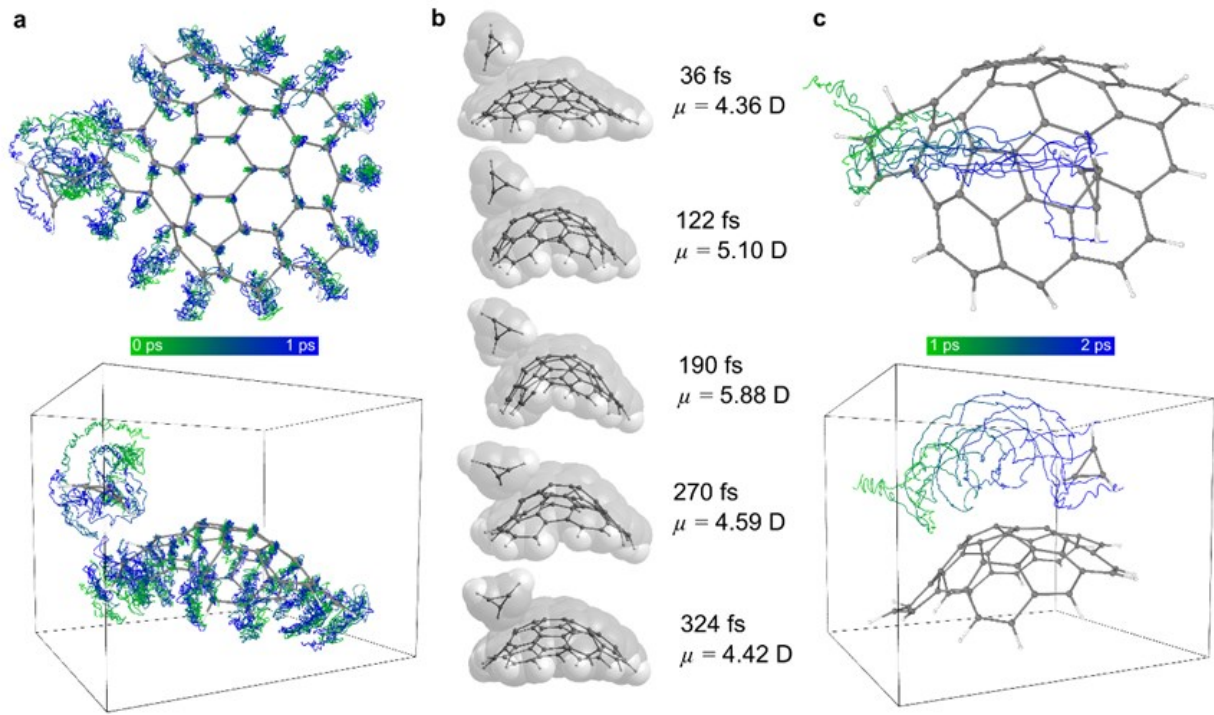 a
0 ps 1 ps
b
36 fs
μ = 4.36 D
122 fs
μ = 5.10 D
190 fs
μ = 5.88 D
270 fs
μ = 4.59 D
324 fs
μ = 4.42 D
c
1 ps 2 ps